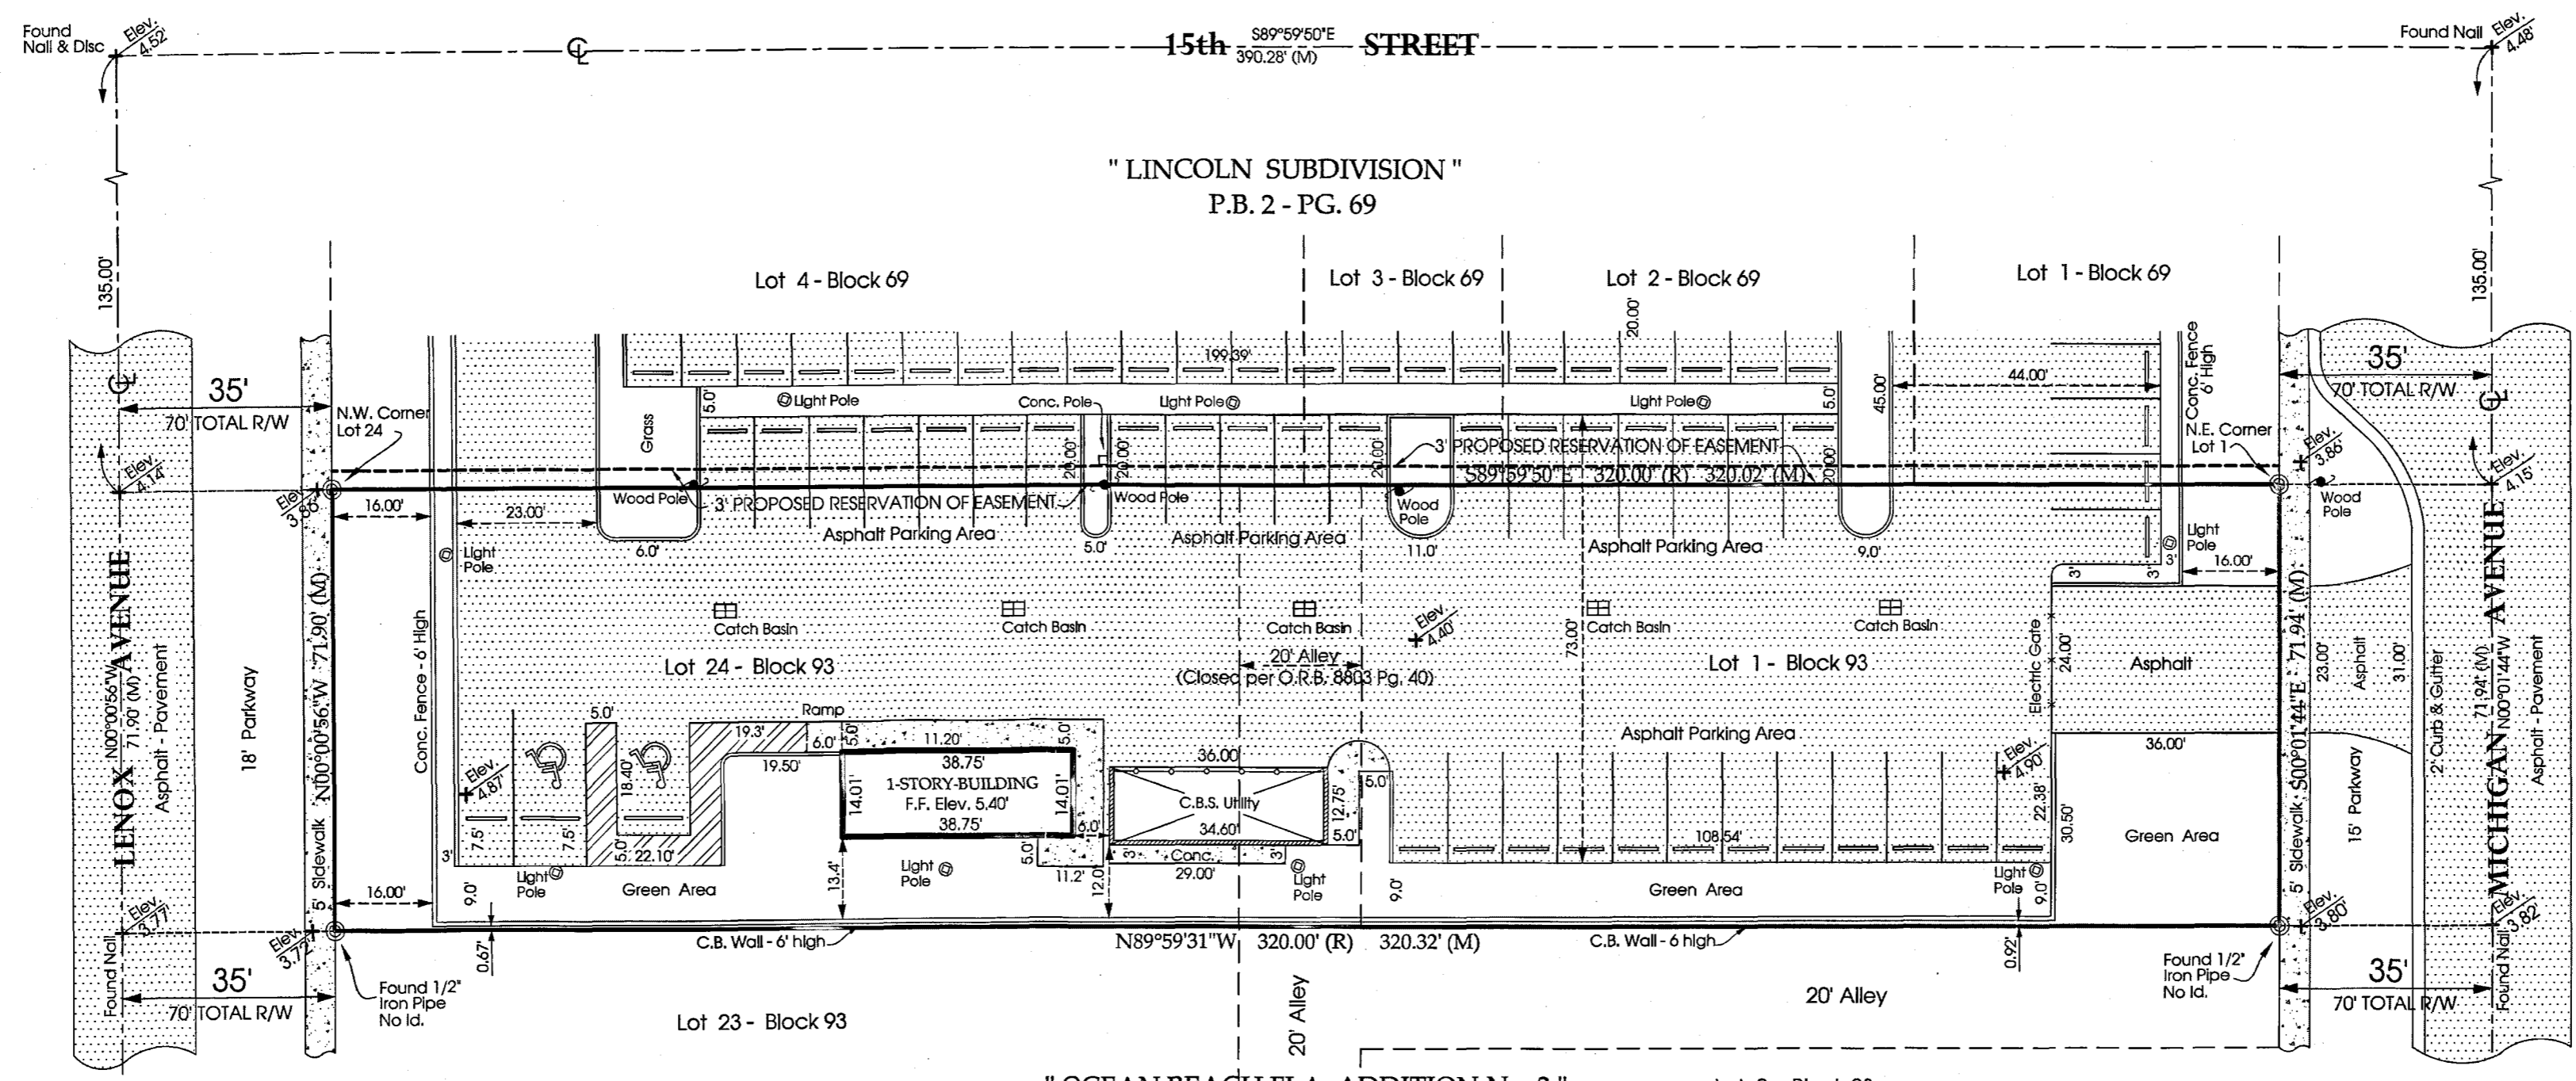 Found
Nail & Disc
Elev.
4.52'
C L
15th
S89°59'50"E
390.28' (M)
STREET
Found Nail
Elev.
4.48'
" LINCOLN SUBDIVISION "
P.B. 2 - PG. 69
135.00'
Lot 4 - Block 69
Lot 3 - Block 69
Lot 2 - Block 69
Lot 1 - Block 69
135.00'
20.00'
199.39'
Conc. Fence
6' High
C L
35'
70' TOTAL R/W
N.W. Corner
Lot 24
Grass
5.0'
Light Pole
Conc. Pole
Light Pole
Light Pole
5.0'
45.00'
44.00'
35'
70' TOTAL R/W
C L
N.E. Corner
Lot 1
Elev.
3.86'
20.00'
20.00'
20.00'
20.00'
3' PROPOSED RESERVATION OF EASEMENT
S89°59'50"E 320.00' (R) 320.02' (M)
Elev.
4.14'
Elev.
3.86'
Elev.
4.15'
16.00'
23.00'
Wood Pole
3' PROPOSED RESERVATION OF EASEMENT
Wood Pole
Wood
Pole
Wood
Pole
Light
Pole
6.0'
Asphalt Parking Area
5.0'
Asphalt Parking Area
11.0'
Asphalt Parking Area
9.0'
3'
3'
3'
Light
Pole
16.00'
Catch Basin
Catch Basin
Catch Basin
Catch Basin
Catch Basin
Elev.
4.40'
73.00'
Lot 24 - Block 93
20' Alley
(Closed per O.R.B. 8803 Pg. 40)
Lot 1 - Block 93
Electric Gate
24.00'
Asphalt
23.00'
Asphalt
31.00'
LENOX AVENUE
N00°00'56"W
71.90' (M)
Asphalt - Pavement
18' Parkway
5' Sidewalk
N00°00'56"W 71.90' (M)
Conc. Fence - 6' High
5' Sidewalk
S00°01'44"E 71.94' (M)
15' Parkway
2' Curb & Gutter
71.94' (M)
N00°01'44"W
MICHIGAN AVENUE
Asphalt - Pavement
Ramp
5.0'
19.3'
6.0'
5.0'
11.20'
5.0'
Asphalt Parking Area
36.00'
36.00'
Elev.
4.90'
Elev.
4.87'
18.40'
19.50'
38.75'
14.01'
1-STORY-BUILDING
F.F. Elev. 5.40'
14.01'
38.75'
C.B.S. Utility
34.60'
12.75'
5.0'
5.0'
22.38'
30.50'
Green Area
7.5'
7.5'
5.0'
22.10'
6.0'
108.54'
3'
5.0'
3'
Conc.
3'
29.00'
11.2'
12.0'
Light
Pole
Green Area
13.4'
Light
Pole
Light
Pole
9.0'
Green Area
Light
Pole
9.0'
9.0'
16.00'
Elev.
3.77'
Elev.
3.72'
Elev.
3.80'
Elev.
3.82'
0.67'
C.B. Wall - 6' high
N89°59'31"W 320.00' (R) 320.32' (M)
C.B. Wall - 6 high
0.92'
Found Nail
35'
70' TOTAL R/W
Found 1/2"
Iron Pipe
No Id.
Lot 23 - Block 93
20' Alley
20' Alley
Found 1/2"
Iron Pipe
No Id.
35'
70' TOTAL R/W
Found Nail